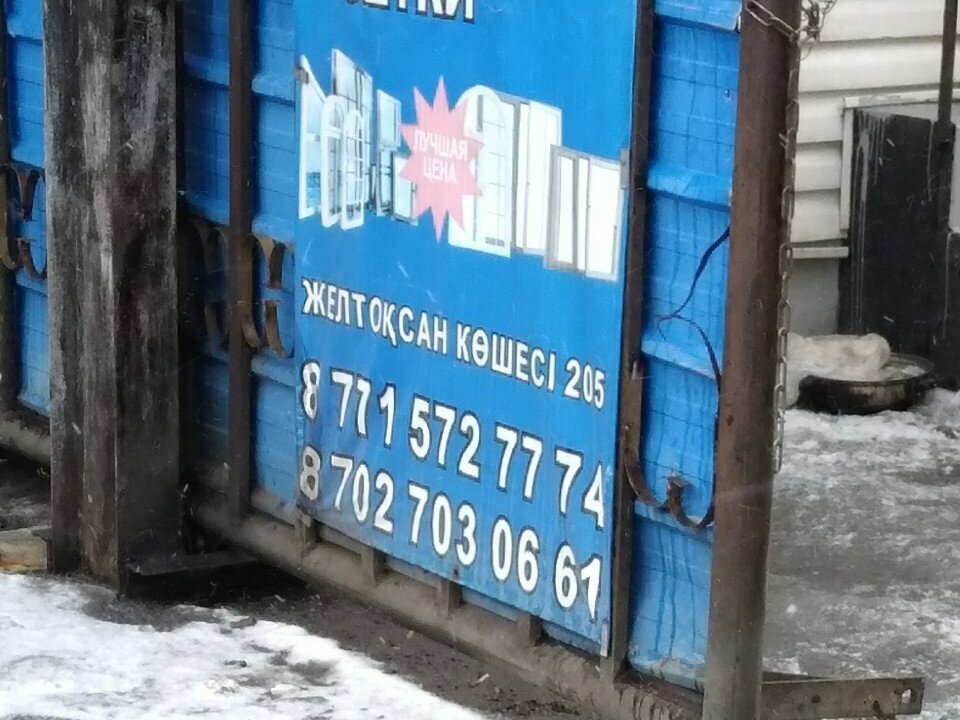 ЛУЧШАЯ
ЦЕНА
ЖЕЛТОҚСАН КӨШЕСІ 205
8 771 572 77 74
8 702 703 06 61